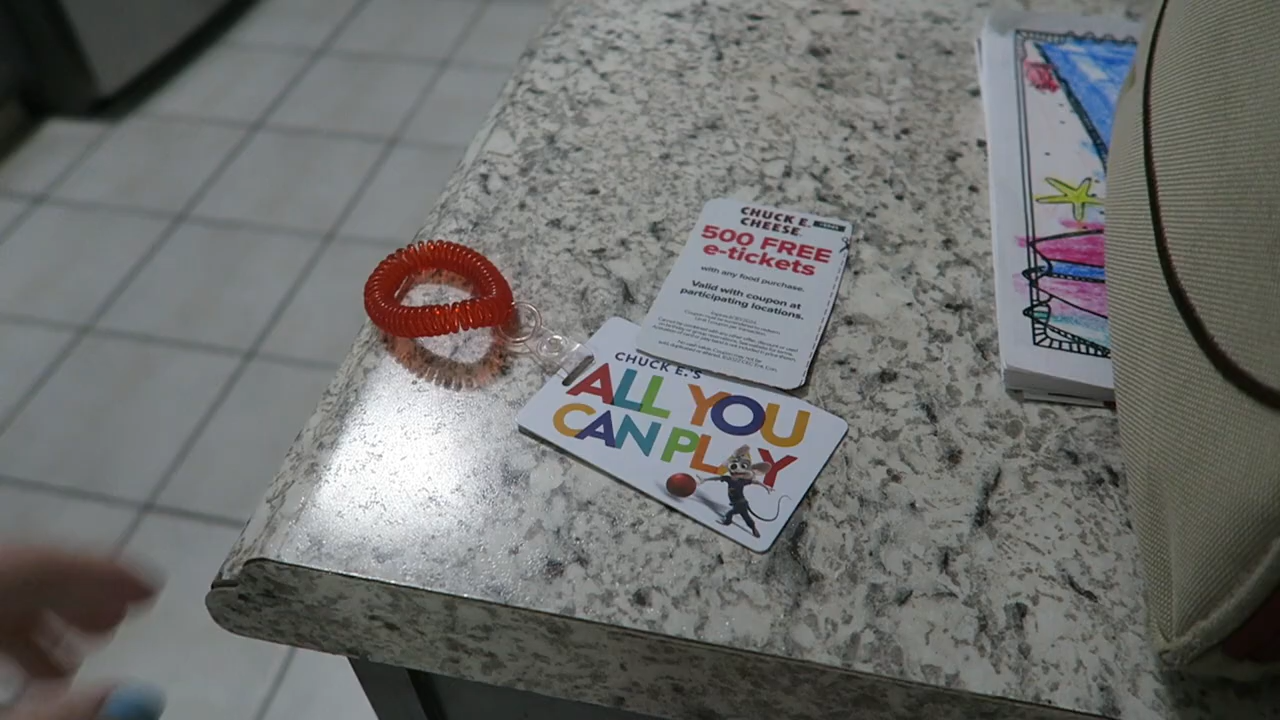 CHUCK E.
CHEESE
500 FREE
e-tickets
with any food purchase.
Valid with coupon at
participating locations.
CHUCK E.'S
ALL YOU
CAN PLAY